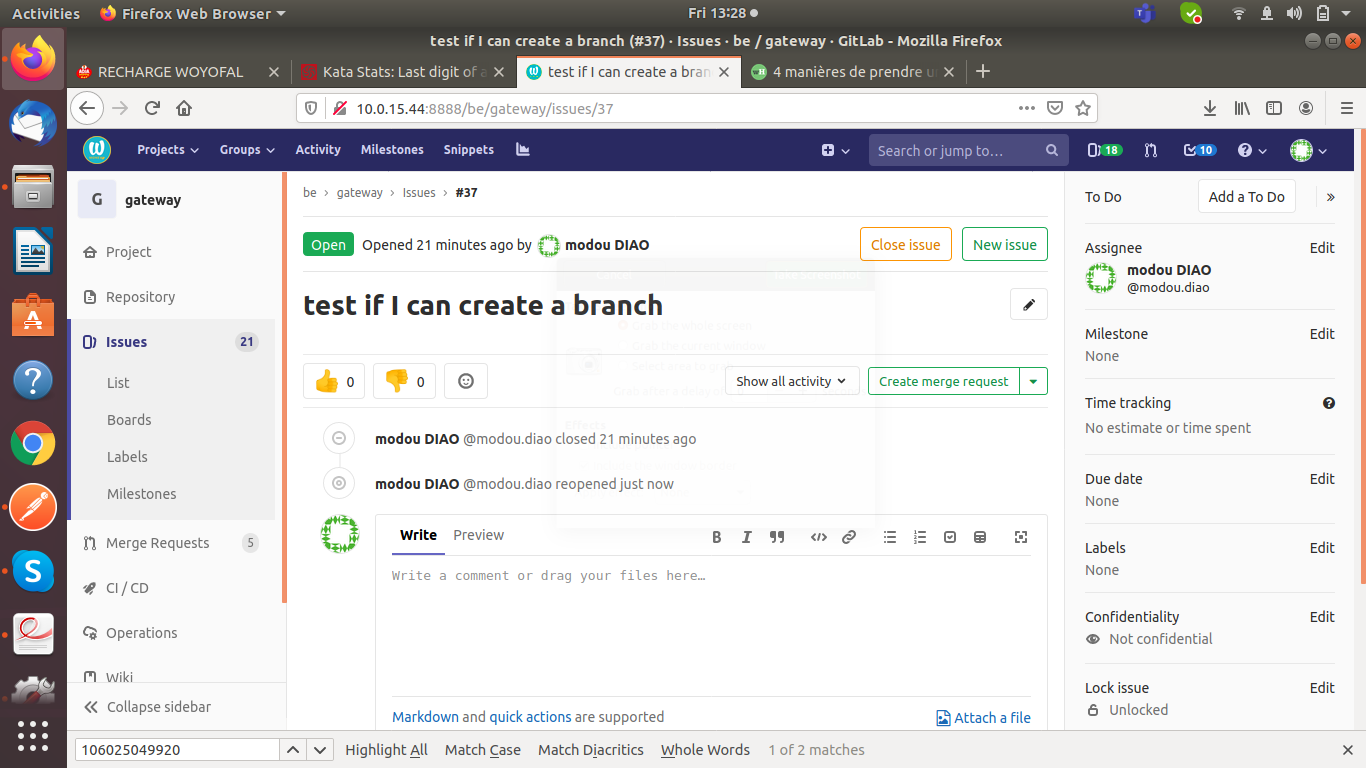 Activities Firefox Web Browser Fri 13:28
test if I can create a branch (#37) · Issues · be / gateway · GitLab - Mozilla Firefox
RECHARGE WOYOFAL Kata Stats: Last digit of a test if I can create a bran 4 manières de prendre u
10.0.15.44:8888/be/gateway/issues/37
Projects Groups Activity Milestones Snippets Search or jump to… 18 10
G gateway
be › gateway › Issues › #37
To Do Add a To Do
Open Opened 21 minutes ago by modou DIAO Close issue New issue
Project
Repository
Issues 21
List
Boards
Labels
Milestones
Merge Requests 5
CI / CD
Operations
Wiki
Collapse sidebar
test if I can create a branch
0 0 Show all activity Create merge request
modou DIAO @modou.diao closed 21 minutes ago
modou DIAO @modou.diao reopened just now
Write Preview
Write a comment or drag your files here…
Markdown and quick actions are supported Attach a file
Assignee Edit
modou DIAO
@modou.diao
Milestone Edit
None
Time tracking
No estimate or time spent
Due date Edit
None
Labels Edit
None
Confidentiality Edit
Not confidential
Lock issue Edit
Unlocked
106025049920 Highlight All Match Case Match Diacritics Whole Words 1 of 2 matches